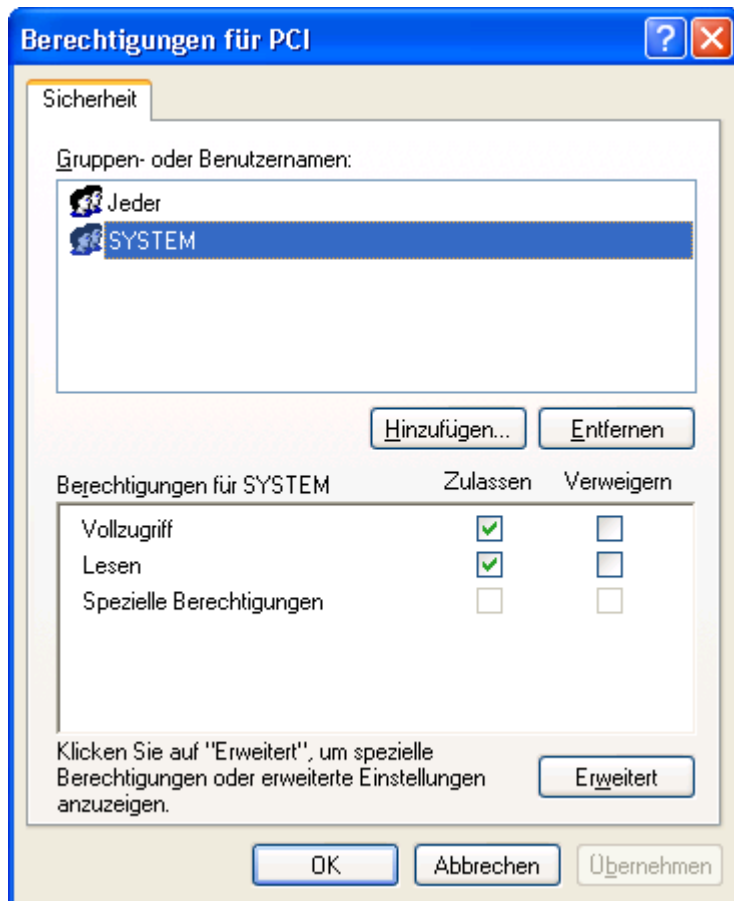 Berechtigungen für PCI
Sicherheit
Gruppen- oder Benutzernamen:
Jeder
SYSTEM
Hinzufügen... Entfernen
Berechtigungen für SYSTEM Zulassen Verweigern
Vollzugriff
Lesen
Spezielle Berechtigungen
Klicken Sie auf "Erweitert", um spezielle
Berechtigungen oder erweiterte Einstellungen
anzuzeigen.
Erweitert
OK Abbrechen Übernehmen